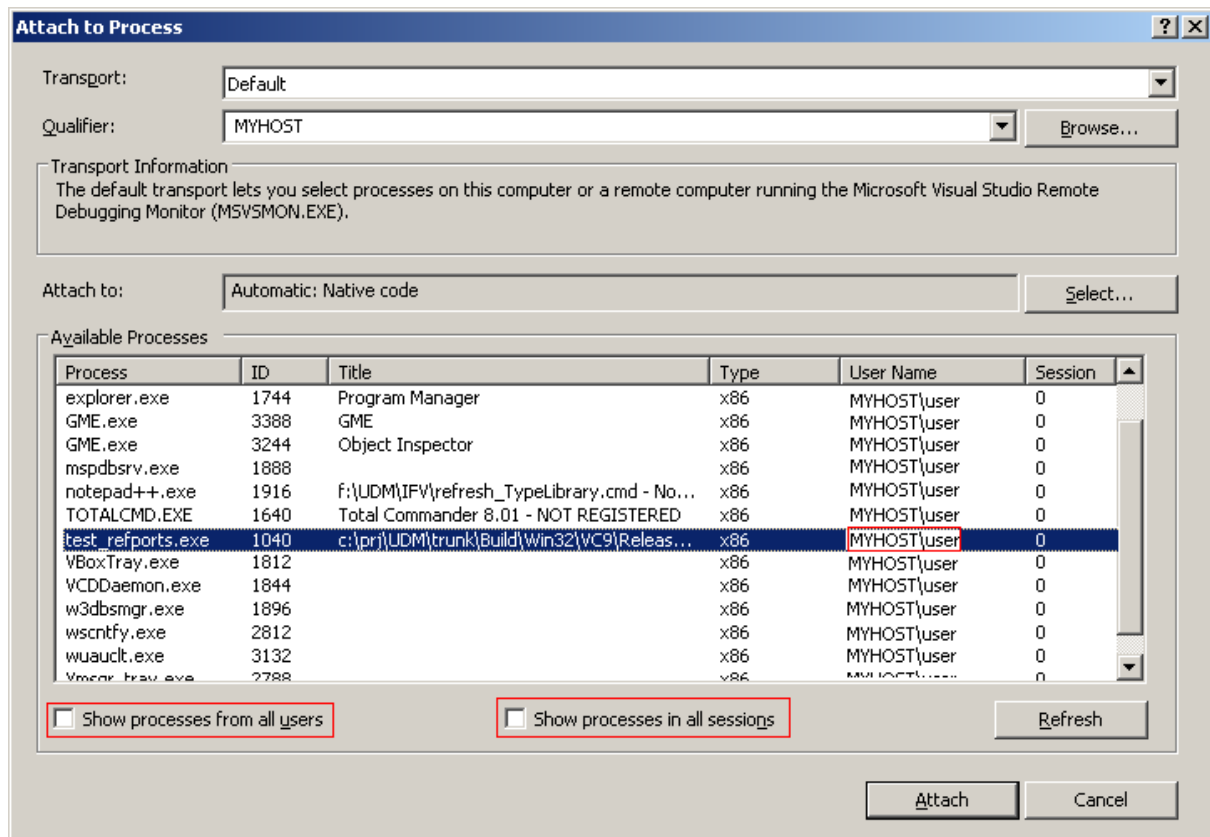 Attach to Process
Transport: Default
Qualifier: MYHOST Browse...
Transport Information
The default transport lets you select processes on this computer or a remote computer running the Microsoft Visual Studio Remote
Debugging Monitor (MSVSMON.EXE).
Attach to: Automatic: Native code Select...
Available Processes
Process ID Title Type User Name Session
explorer.exe 1744 Program Manager x86 MYHOST\user 0
GME.exe 3388 GME x86 MYHOST\user 0
GME.exe 3244 Object Inspector x86 MYHOST\user 0
mspdbsrv.exe 1888 x86 MYHOST\user 0
notepad++.exe 1916 f:\UDM\IFV\refresh_TypeLibrary.cmd - No... x86 MYHOST\user 0
TOTALCMD.EXE 1640 Total Commander 8.01 - NOT REGISTERED x86 MYHOST\user 0
test_refports.exe 1040 c:\prj\UDM\trunk\Build\Win32\VC9\Releas... x86 MYHOST\user 0
VBoxTray.exe 1812 x86 MYHOST\user 0
VCDDaemon.exe 1844 x86 MYHOST\user 0
w3dbsmgr.exe 1896 x86 MYHOST\user 0
wscntfy.exe 2812 x86 MYHOST\user 0
wuauclt.exe 3132 x86 MYHOST\user 0
2788 x86 MYHOST\user 0
Show processes from all users Show processes in all sessions Refresh
Attach Cancel